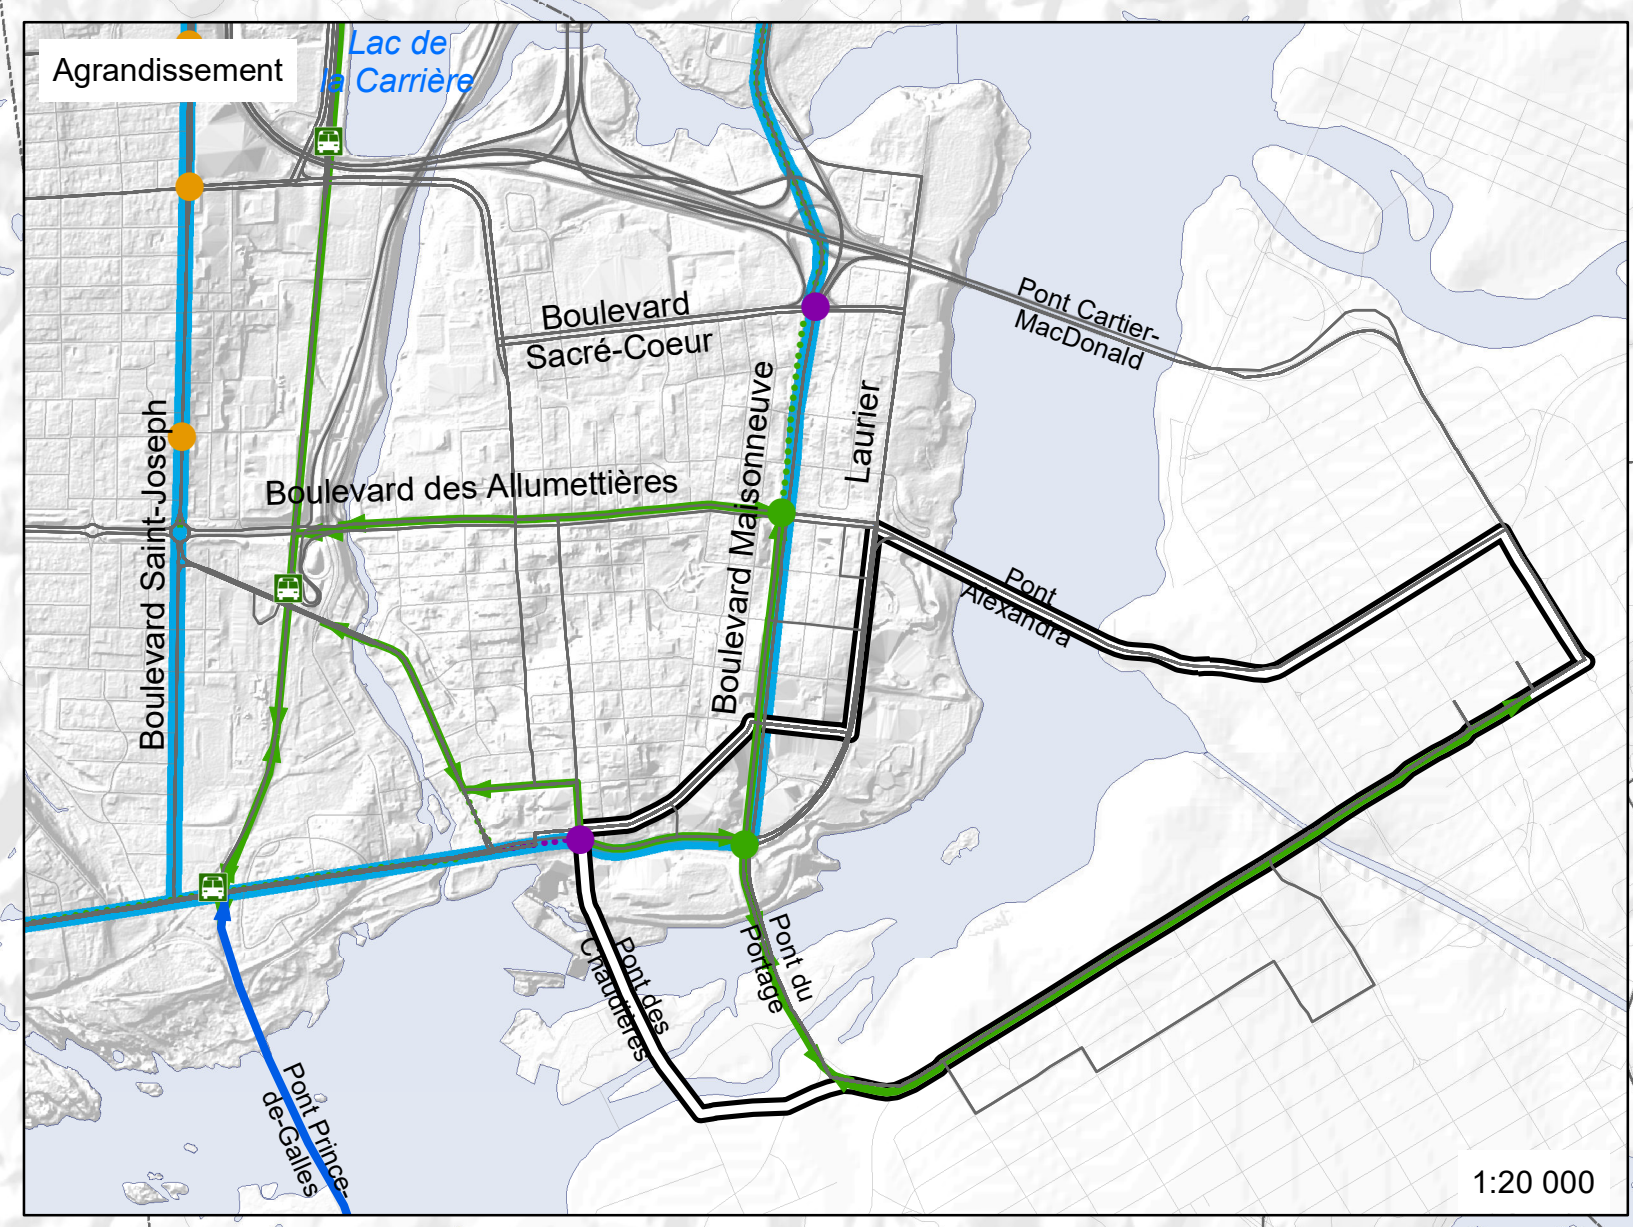 Agrandissement
Lac de
la Carrière
Boulevard
Sacré-Coeur
Pont Cartier-
MacDonald
Boulevard Saint-Joseph
Boulevard des Allumettières
Boulevard Maisonneuve
Laurier
Pont
Alexandra
Pont des
Chaudières
Pont du
Portage
Pont Prince-
de-Galles
1:20 000